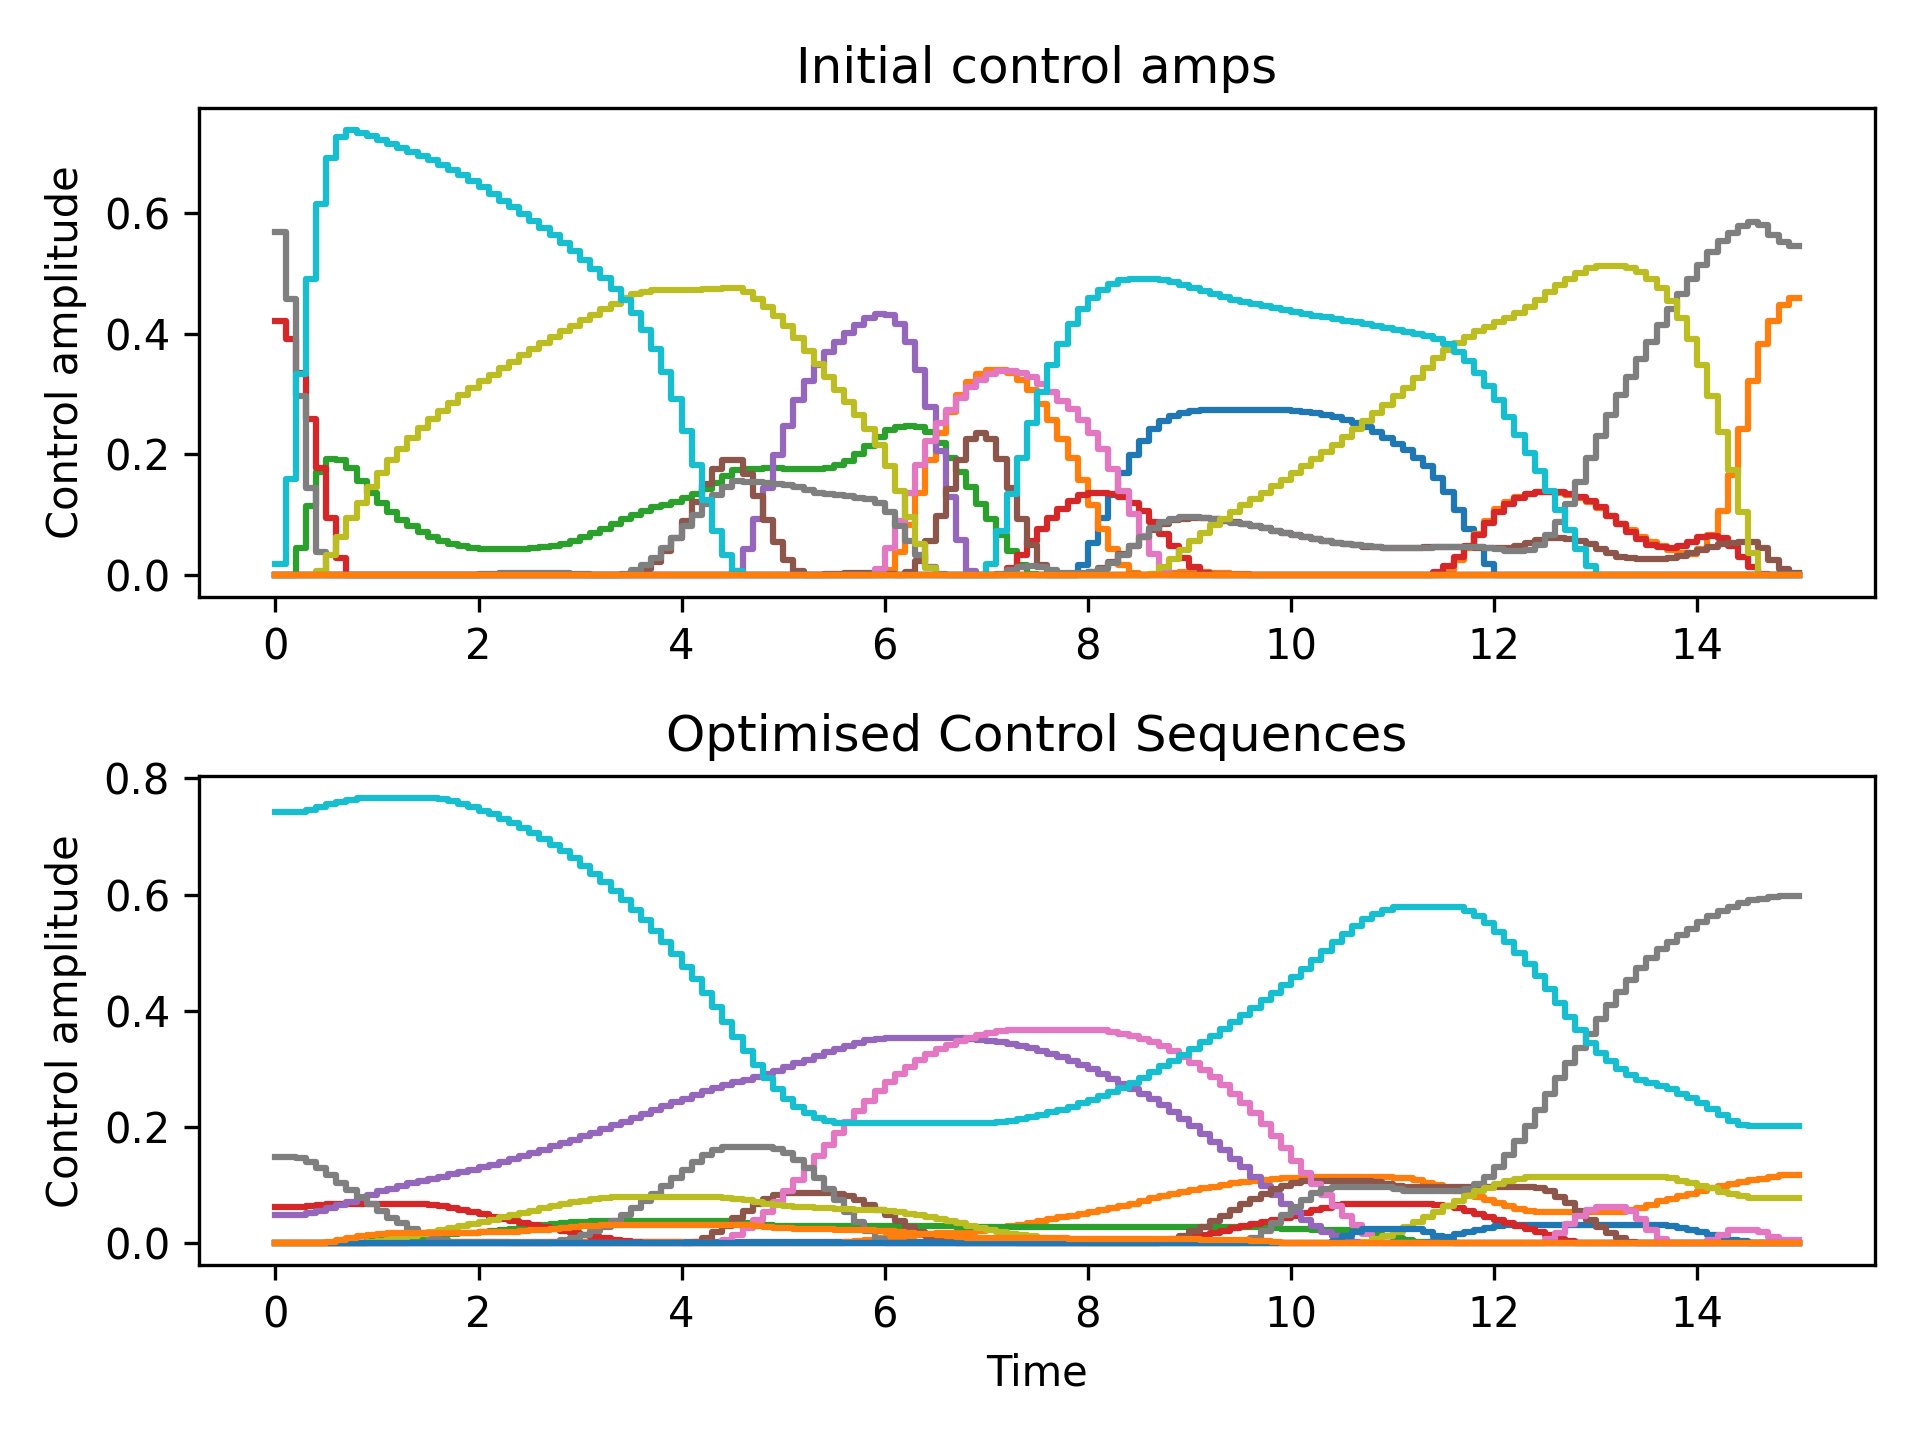 Initial control amps
Control amplitude
0.6
0.4
0.2
0.0
0 2 4 6 8 10 12 14
Optimised Control Sequences
Control amplitude
0.8
0.6
0.4
0.2
0.0
0 2 4 6 8 10 12 14
Time